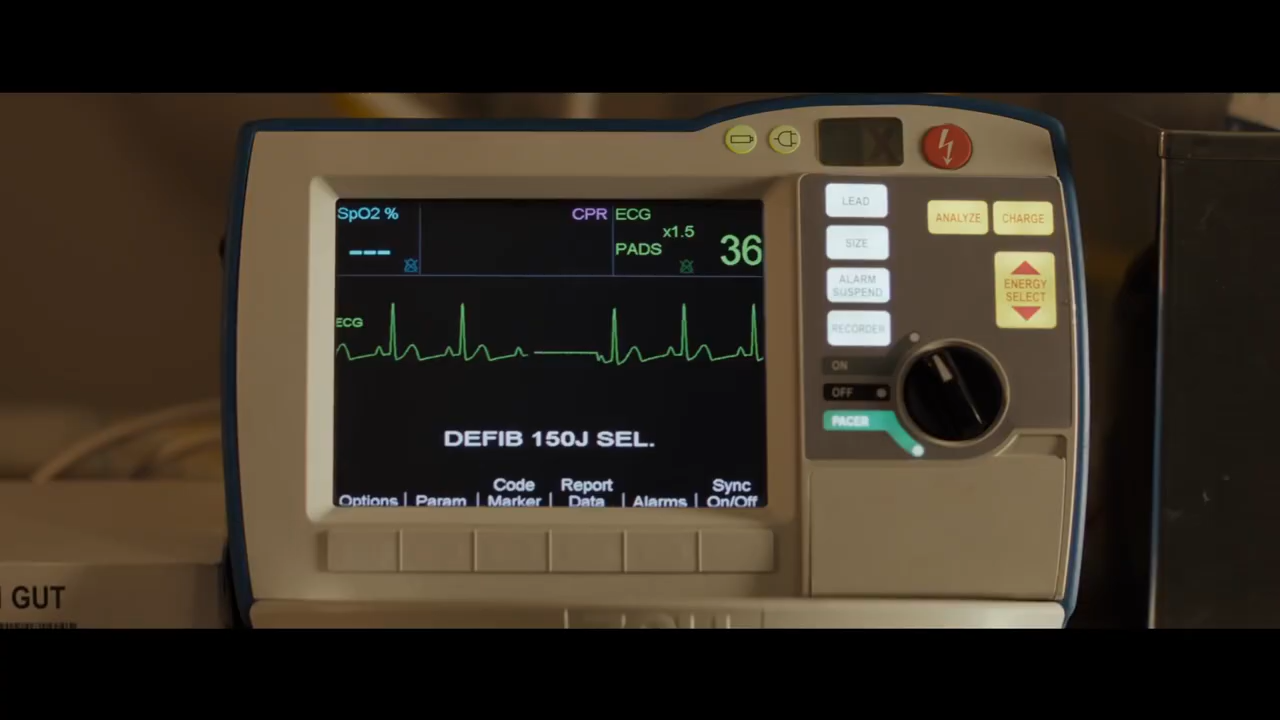 SpO2 %
---
CPR
ECG
x1.5
PADS
36
ECG
DEFIB 150J SEL.
Options
Param
Code
Marker
Report
Data
Alarms
Sync
On/Off
LEAD
SIZE
ALARM
SUSPEND
RECORDER
ANALYZE
CHARGE
ENERGY
SELECT
ON
OFF
PACER
GUT